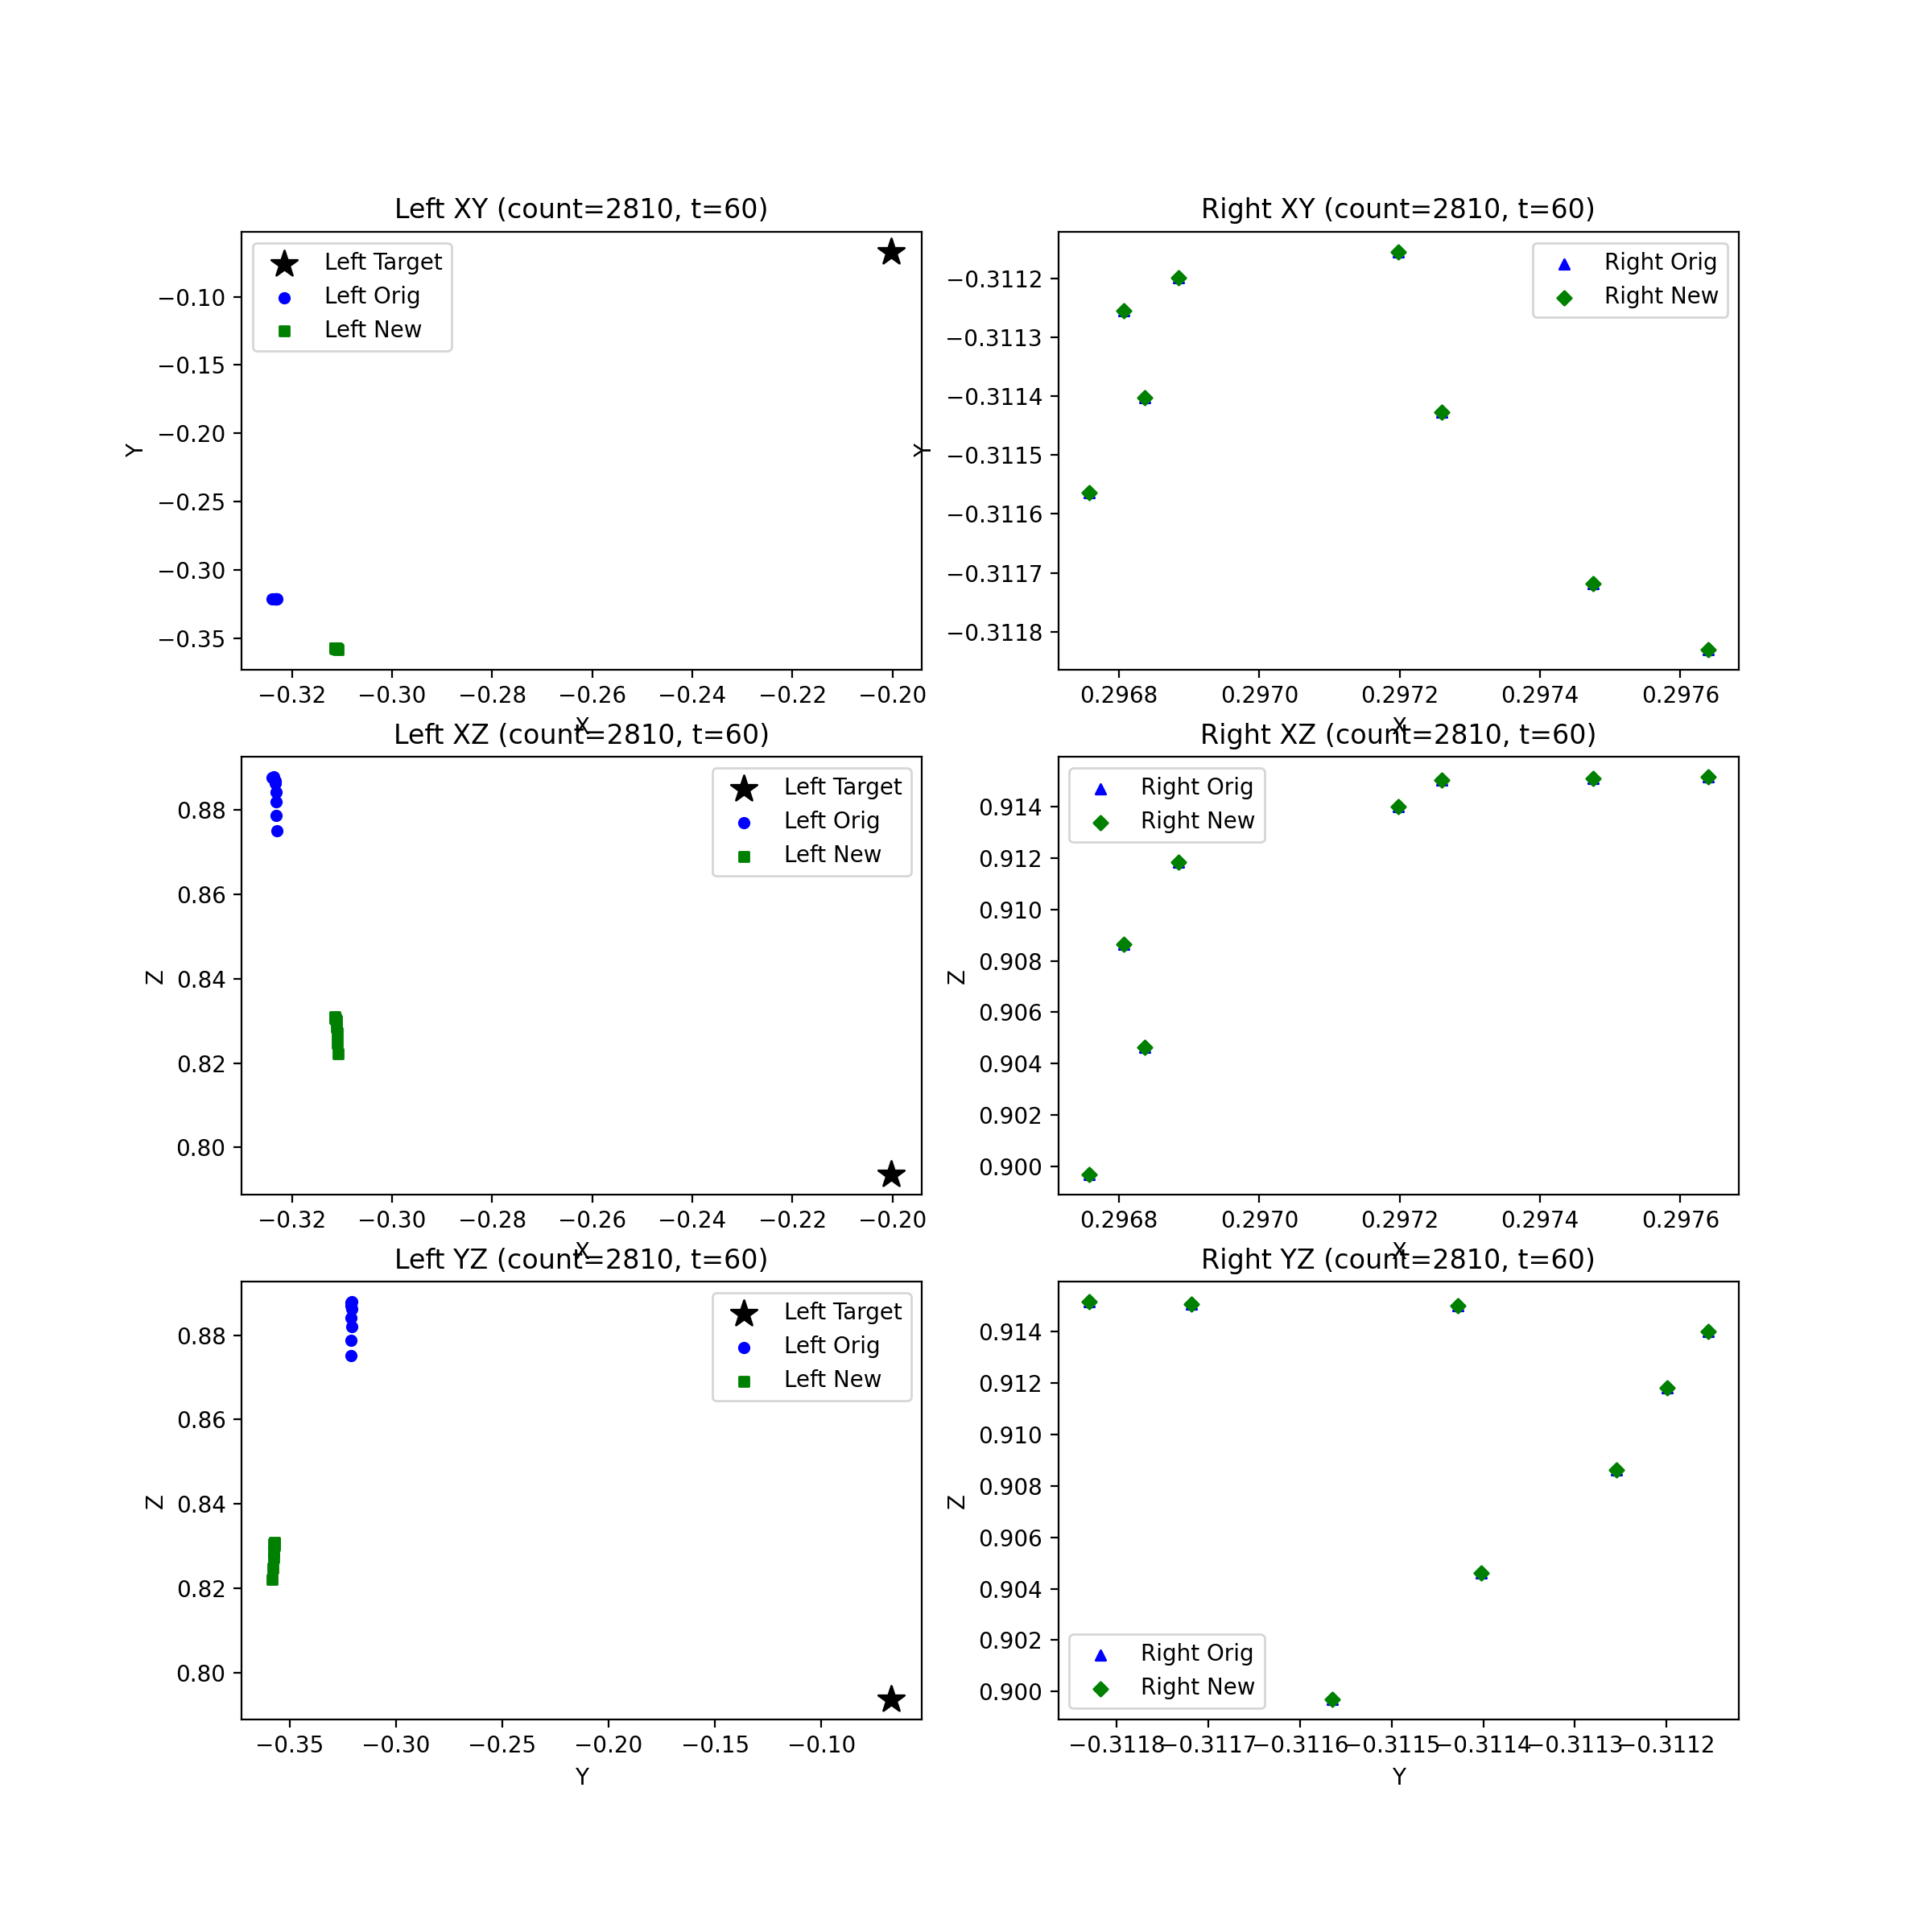 Left XY (count=2810, t=60)
Left Target
Left Orig
Left New
−0.10
−0.15
−0.20
−0.25
−0.30
−0.35
Y
−0.32
−0.30
−0.28
−0.26
−0.24
−0.22
−0.20
X
Right XY (count=2810, t=60)
Right Orig
Right New
−0.3112
−0.3113
−0.3114
−0.3115
−0.3116
−0.3117
−0.3118
Y
0.2968
0.2970
0.2972
0.2974
0.2976
X
Left XZ (count=2810, t=60)
Left Target
Left Orig
Left New
0.88
0.86
0.84
0.82
0.80
Z
−0.32
−0.30
−0.28
−0.26
−0.24
−0.22
−0.20
X
Right XZ (count=2810, t=60)
Right Orig
Right New
0.914
0.912
0.910
0.908
0.906
0.904
0.902
0.900
Z
0.2968
0.2970
0.2972
0.2974
0.2976
X
Left YZ (count=2810, t=60)
Left Target
Left Orig
Left New
0.88
0.86
0.84
0.82
0.80
Z
−0.35
−0.30
−0.25
−0.20
−0.15
−0.10
Y
Right YZ (count=2810, t=60)
0.914
0.912
0.910
0.908
0.906
0.904
0.902
0.900
Z
Right Orig
Right New
−0.3118
−0.3117
−0.3116
−0.3115
−0.3114
−0.3113
−0.3112
Y